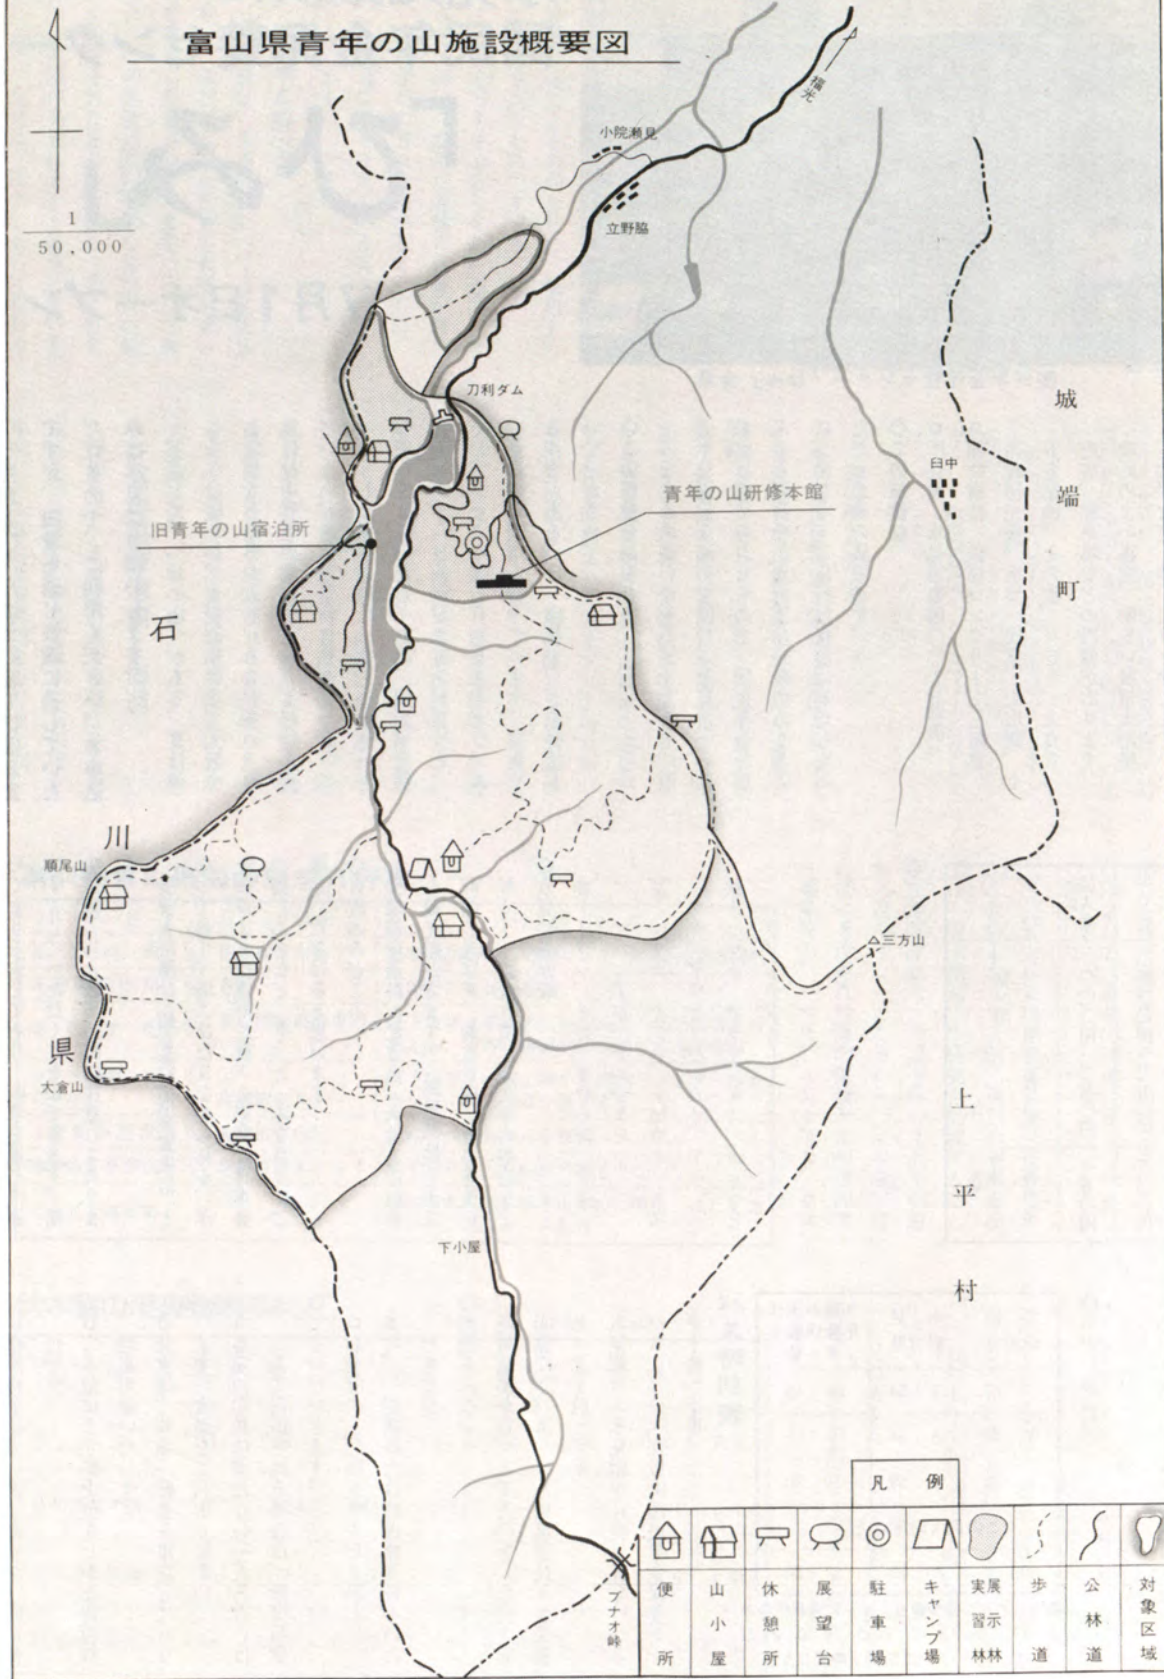 富山県青年の山施設概要図
1
50,000
福光
小院瀬見
立野脇
刀利ダム
臼中
城端町
青年の山研修本館
旧青年の山宿泊所
石川県
順尾山
三方山
大倉山
上平村
下小屋
ブナオ峠
凡例
便所
山小屋
休憩所
展望台
駐車場
キャンプ場
展示林
実習林
歩道
公林道
対象区域